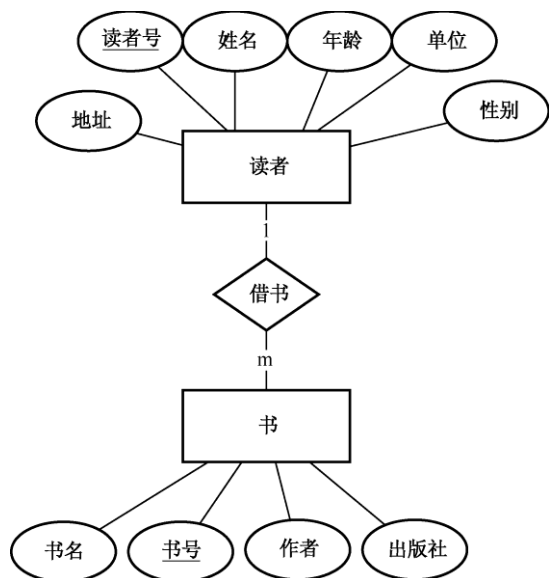 读者号 姓名 年龄 单位
地址 性别
读者
1
借书
m
书
书名 书号 作者 出版社